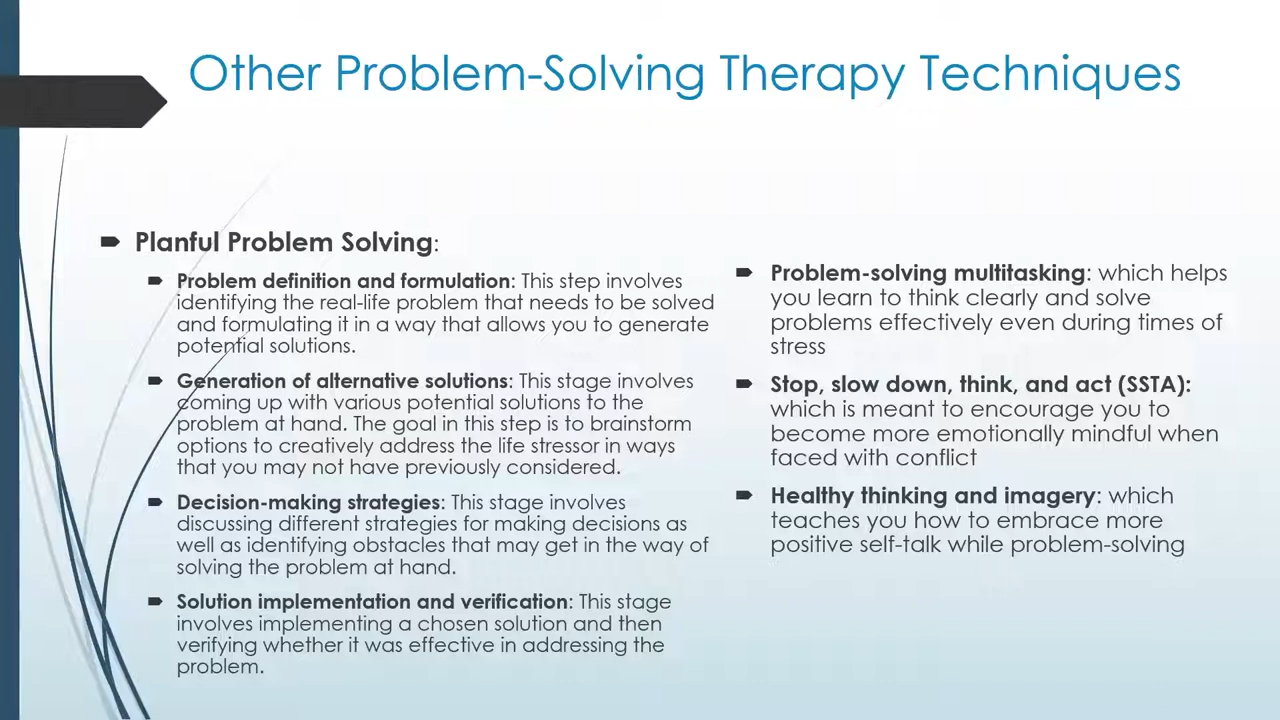 Other Problem-Solving Therapy Techniques
Planful Problem Solving:
Problem definition and formulation: This step involves
identifying the real-life problem that needs to be solved
and formulating it in a way that allows you to generate
potential solutions.
Generation of alternative solutions: This stage involves
coming up with various potential solutions to the
problem at hand. The goal in this step is to brainstorm
options to creatively address the life stressor in ways
that you may not have previously considered.
Decision-making strategies: This stage involves
discussing different strategies for making decisions as
well as identifying obstacles that may get in the way of
solving the problem at hand.
Solution implementation and verification: This stage
involves implementing a chosen solution and then
verifying whether it was effective in addressing the
problem.
Problem-solving multitasking: which helps
you learn to think clearly and solve
problems effectively even during times of
stress
Stop, slow down, think, and act (SSTA):
which is meant to encourage you to
become more emotionally mindful when
faced with conflict
Healthy thinking and imagery: which
teaches you how to embrace more
positive self-talk while problem-solving